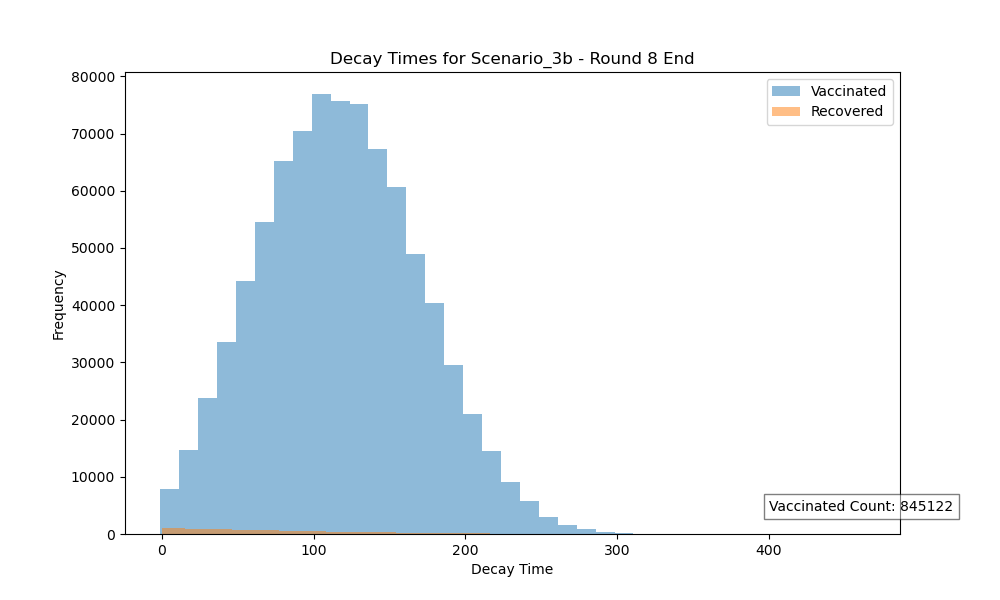 Decay Times for Scenario_3b - Round 8 End
80000
70000
60000
50000
40000
30000
20000
10000
0
Frequency
Vaccinated
Recovered
Vaccinated Count: 845122
0 100 200 300 400
Decay Time